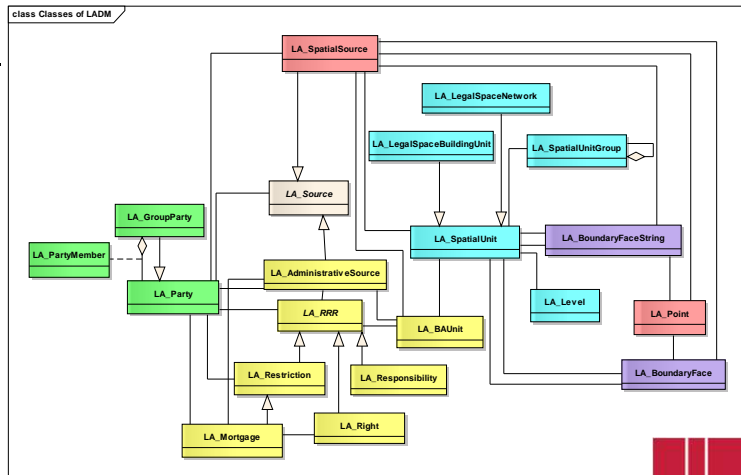 class Classes of LADM
LA_SpatialSource
LA_LegalSpaceNetwork
LA_LegalSpaceBuildingUnit
LA_SpatialUnitGroup
LA_Source
LA_GroupParty
LA_PartyMember
LA_SpatialUnit
LA_BoundaryFaceString
LA_AdministrativeSource
LA_Party
LA_Level
LA_RRR
LA_BAUnit
LA_Point
LA_Restriction
LA_Responsibility
LA_BoundaryFace
LA_Right
LA_Mortgage